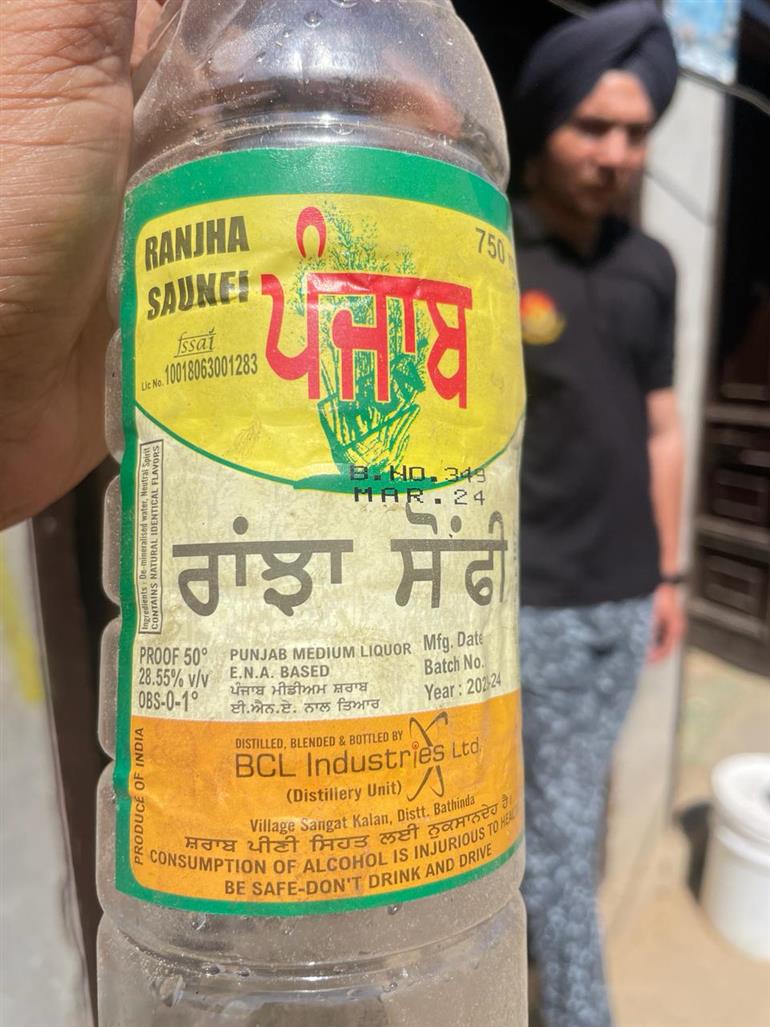 RANJHA
SAUNFI
750
fssai
Lic No. 10018063001283
ਪੰਜਾਬ
B.NO.349
MAR.24
Ingredients : De-mineralised water, Neutral Spirit
CONTAINS NATURAL IDENTICAL FLAVORS
ਰਾਂਝਾ ਸੌਂਫੀ
PROOF 50°
28.55% v/v
OBS-0-1°
PUNJAB MEDIUM LIQUOR
E.N.A. BASED
ਪੰਜਾਬ ਮੀਡੀਅਮ ਸ਼ਰਾਬ
ਈ.ਐਨ.ਏ. ਨਾਲ ਤਿਆਰ
Mfg. Date
Batch No.
Year : 2023-24
PRODUCE OF INDIA
DISTILLED, BLENDED & BOTTLED BY
BCL Industries Ltd.
(Distillery Unit)
Village Sangat Kalan, Distt. Bathinda
ਸ਼ਰਾਬ ਪੀਣੀ ਸਿਹਤ ਲਈ ਨੁਕਸਾਨਦੇਹ ਹੈ।
CONSUMPTION OF ALCOHOL IS INJURIOUS TO
BE SAFE-DON'T DRINK AND DRIVE